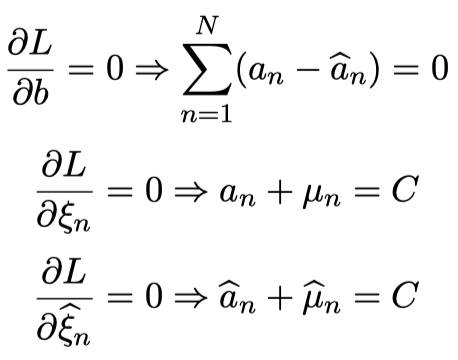 ∂L/∂b = 0 ⇒ ∑_{n=1}^{N} (a_n − â_n) = 0
∂L/∂ξ_n = 0 ⇒ a_n + μ_n = C
∂L/∂ξ̂_n = 0 ⇒ â_n + μ̂_n = C